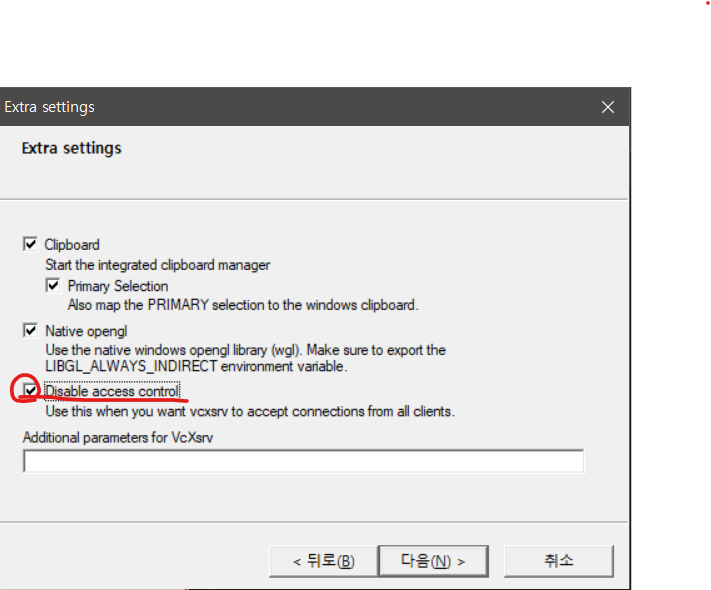 Extra settings
Extra settings
Clipboard
Start the integrated clipboard manager
Primary Selection
Also map the PRIMARY selection to the windows clipboard.
Native opengl
Use the native windows opengl library (wgl). Make sure to export the
LIBGL_ALWAYS_INDIRECT environment variable.
Disable access control
Use this when you want vcxsrv to accept connections from all clients.
Additional parameters for VcXsrv
< 뒤로(B) 다음(N) > 취소